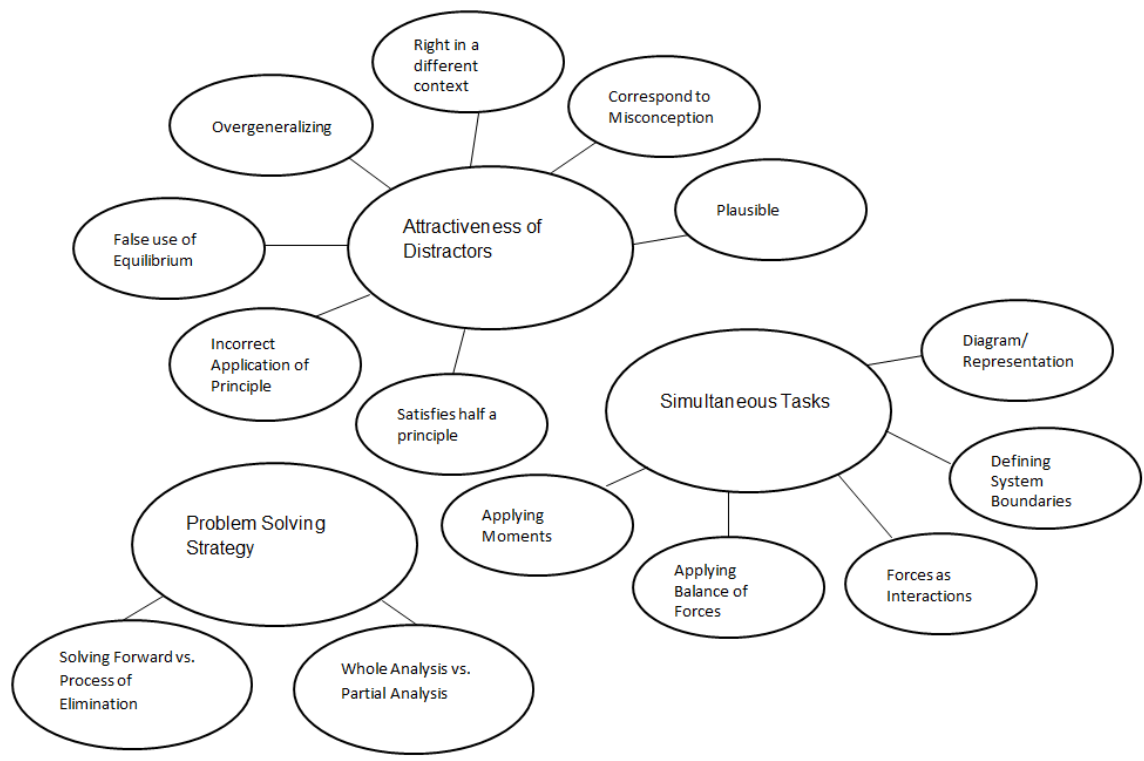 Right in a
different
context
Correspond to
Misconception
Overgeneralizing
Plausible
Attractiveness of
Distractors
False use of
Equilibrium
Incorrect
Application of
Principle
Satisfies half a
principle
Diagram/
Representation
Simultaneous Tasks
Defining
System
Boundaries
Applying
Moments
Applying
Balance of
Forces
Forces as
Interactions
Problem Solving
Strategy
Solving Forward vs.
Process of
Elimination
Whole Analysis vs.
Partial Analysis